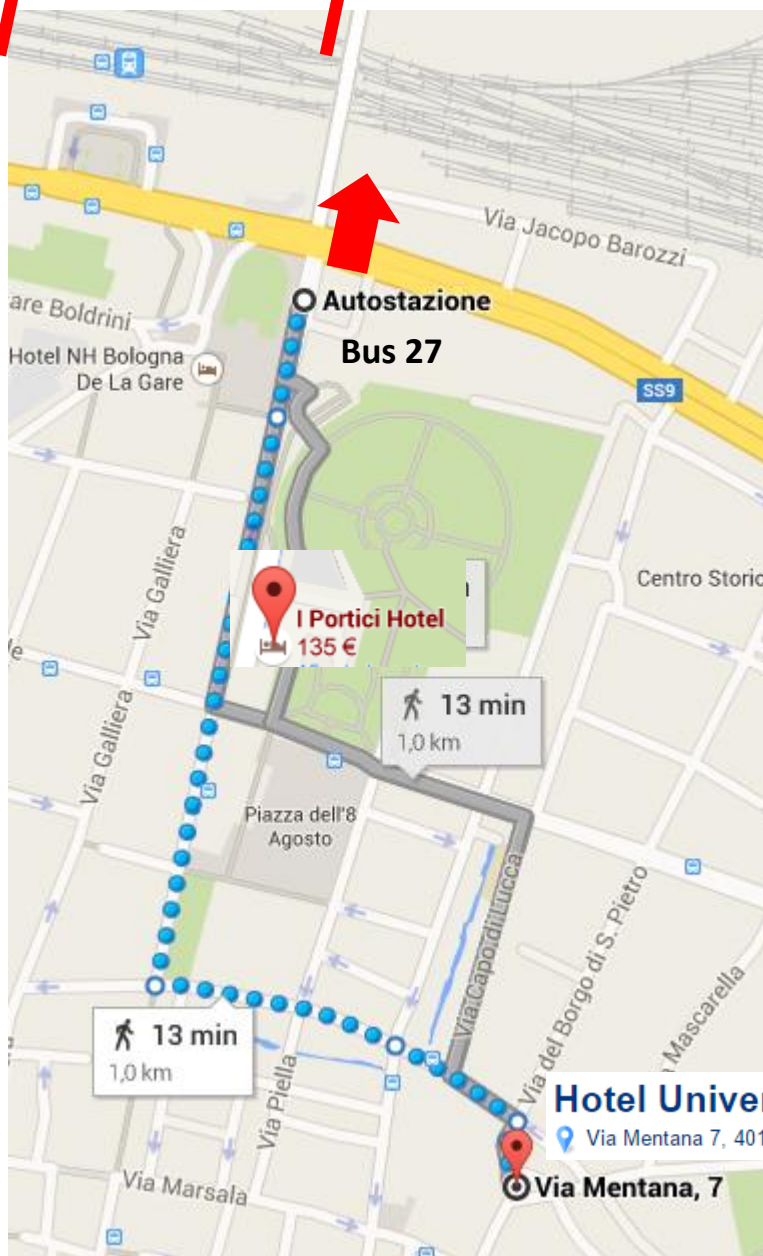 Via Jacopo Barozzi
Autostazione
are Boldrini
Bus 27
Hotel NH Bologna
De La Gare
SS9
Via Galliera
Centro Storic
I Portici Hotel
135 €
13 min
1,0 km
Via Galliera
Piazza dell'8
Agosto
Via Capo di Lucca
Via del Borgo di S. Pietro
Mascarella
13 min
1,0 km
Via Piella
Hotel Univer
Via Mentana 7, 401
Via Marsala
Via Mentana, 7